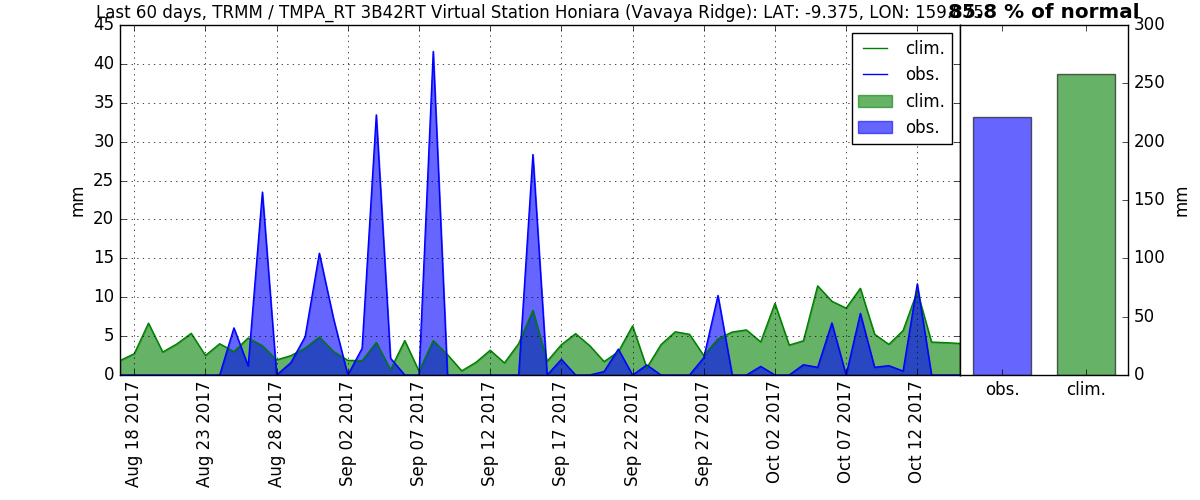 Last 60 days, TRMM / TMPA_RT 3B42RT Virtual Station Honiara (Vavaya Ridge): LAT: -9.375, LON:
85.8 % of normal
45
40
35
30
25
20
15
10
5
0
mm
clim.
obs.
clim.
obs.
300
250
200
150
100
50
0
mm
Aug 18 2017
Aug 23 2017
Aug 28 2017
Sep 02 2017
Sep 07 2017
Sep 12 2017
Sep 17 2017
Sep 22 2017
Sep 27 2017
Oct 02 2017
Oct 07 2017
Oct 12 2017
obs.
clim.